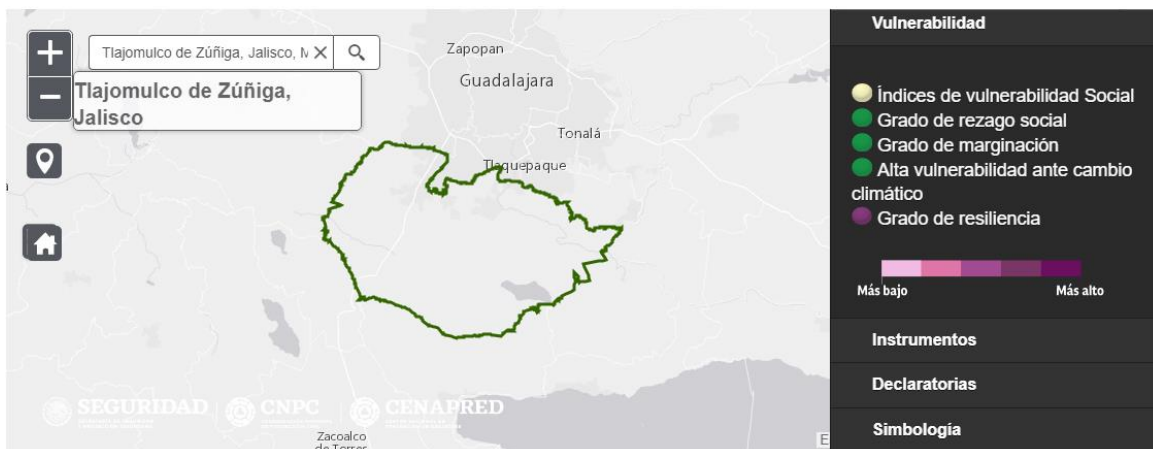 Tlajomulco de Zúñiga, Jalisco, M
Tlajomulco de Zúñiga,
Jalisco
Zapopan
Guadalajara
Tonalá
Tlaquepaque
SEGURIDAD
CNPC
CENAPRED
Zacoalco
de Torres
E
Vulnerabilidad
Índices de vulnerabilidad Social
Grado de rezago social
Grado de marginación
Alta vulnerabilidad ante cambio
climático
Grado de resiliencia
Más bajo
Más alto
Instrumentos
Declaratorias
Simbología